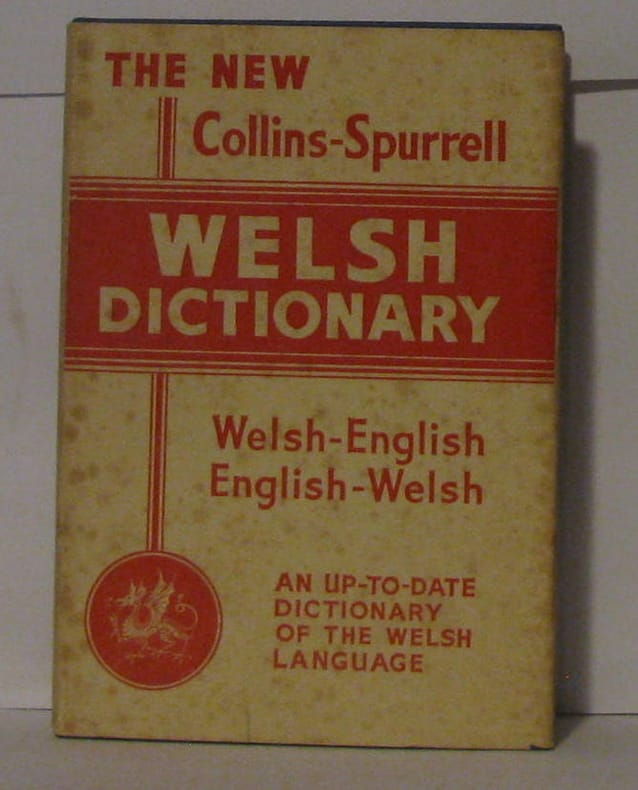 THE NEW
Collins-Spurrell
WELSH
DICTIONARY
Welsh-English
English-Welsh
AN UP-TO-DATE
DICTIONARY
OF THE WELSH
LANGUAGE